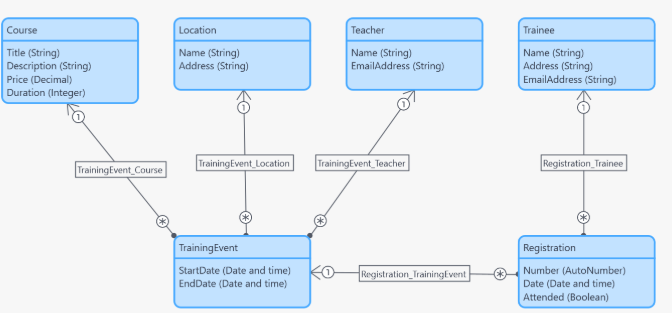 Course
Title (String)
Description (String)
Price (Decimal)
Duration (Integer)
Location
Name (String)
Address (String)
Teacher
Name (String)
EmailAddress (String)
Trainee
Name (String)
Address (String)
EmailAddress (String)
1
1
1
1
TrainingEvent_Course
TrainingEvent_Location
TrainingEvent_Teacher
Registration_Trainee
*
*
*
*
TrainingEvent
StartDate (Date and time)
EndDate (Date and time)
1
Registration_TrainingEvent
*
Registration
Number (AutoNumber)
Date (Date and time)
Attended (Boolean)